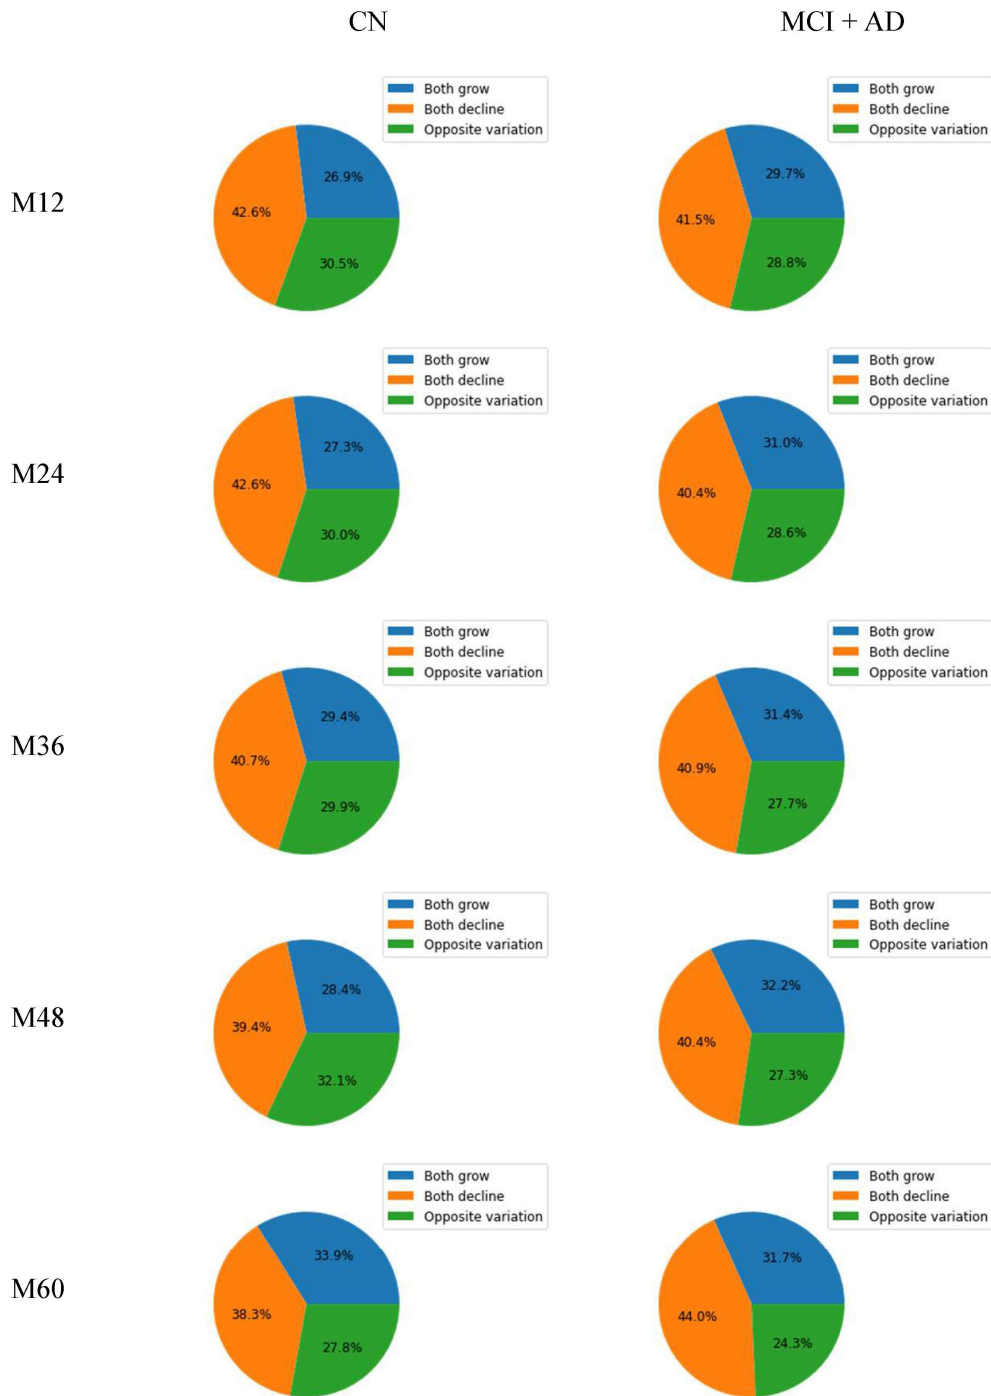 CN
MCI + AD
M12
Both grow
Both decline
Opposite variation
26.9%
42.6%
30.5%
Both grow
Both decline
Opposite variation
29.7%
41.5%
28.8%
M24
Both grow
Both decline
Opposite variation
27.3%
42.6%
30.0%
Both grow
Both decline
Opposite variation
31.0%
40.4%
28.6%
M36
Both grow
Both decline
Opposite variation
29.4%
40.7%
29.9%
Both grow
Both decline
Opposite variation
31.4%
40.9%
27.7%
M48
Both grow
Both decline
Opposite variation
28.4%
39.4%
32.1%
Both grow
Both decline
Opposite variation
32.2%
40.4%
27.3%
M60
Both grow
Both decline
Opposite variation
33.9%
38.3%
27.8%
Both grow
Both decline
Opposite variation
31.7%
44.0%
24.3%